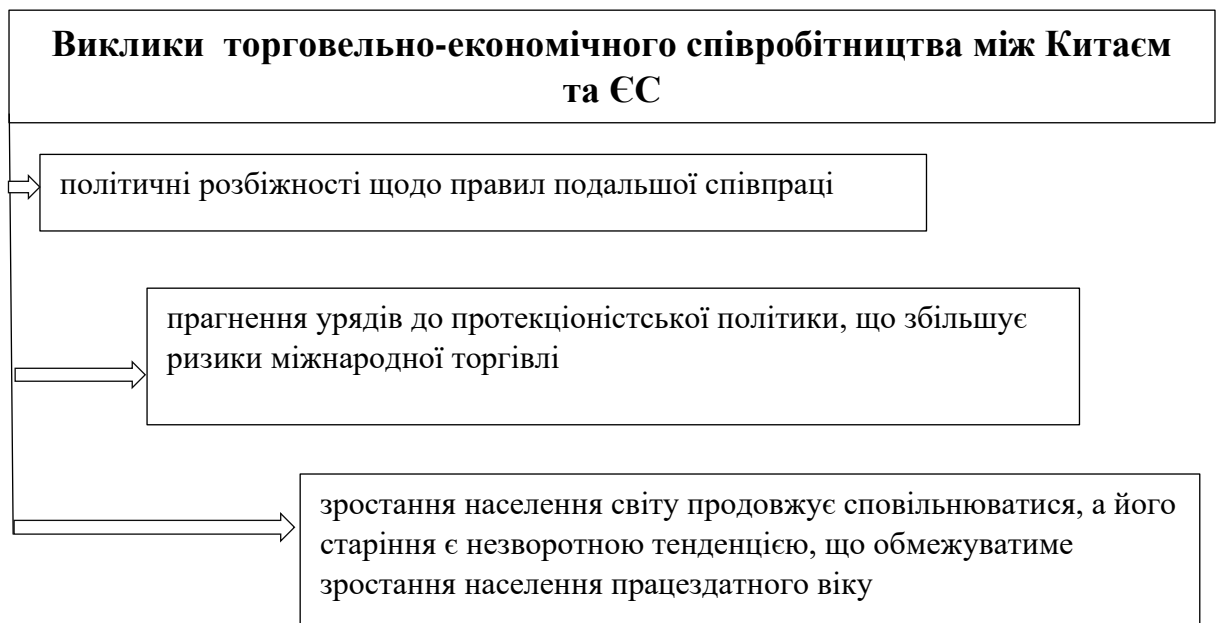 Виклики торговельно-економічного співробітництва між Китаєм
та ЄС
політичні розбіжності щодо правил подальшої співпраці
прагнення урядів до протекціоністської політики, що збільшує
ризики міжнародної торгівлі
зростання населення світу продовжує сповільнюватися, а його
старіння є незворотною тенденцією, що обмежуватиме
зростання населення працездатного віку